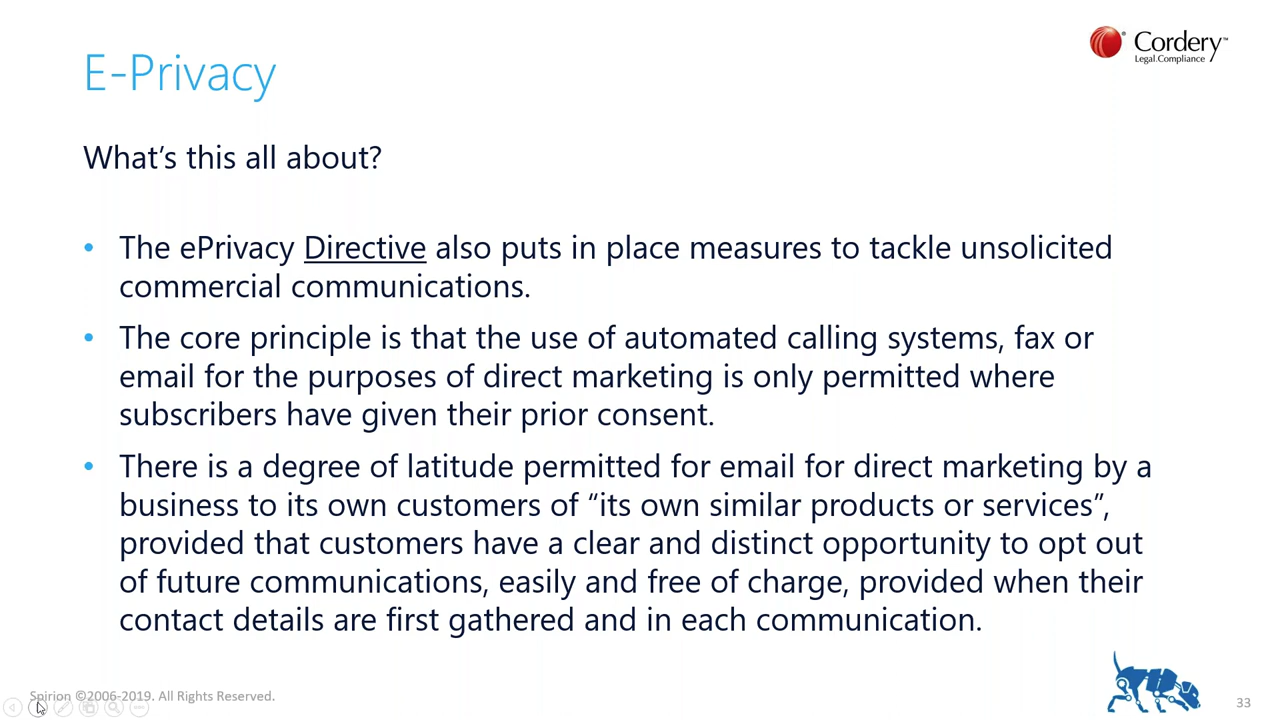 E-Privacy
Cordery™
Legal.Compliance
What’s this all about?
• The ePrivacy Directive also puts in place measures to tackle unsolicited
commercial communications.
• The core principle is that the use of automated calling systems, fax or
email for the purposes of direct marketing is only permitted where
subscribers have given their prior consent.
• There is a degree of latitude permitted for email for direct marketing by a
business to its own customers of “its own similar products or services”,
provided that customers have a clear and distinct opportunity to opt out
of future communications, easily and free of charge, provided when their
contact details are first gathered and in each communication.
Spirion ©2006-2019. All Rights Reserved.
33